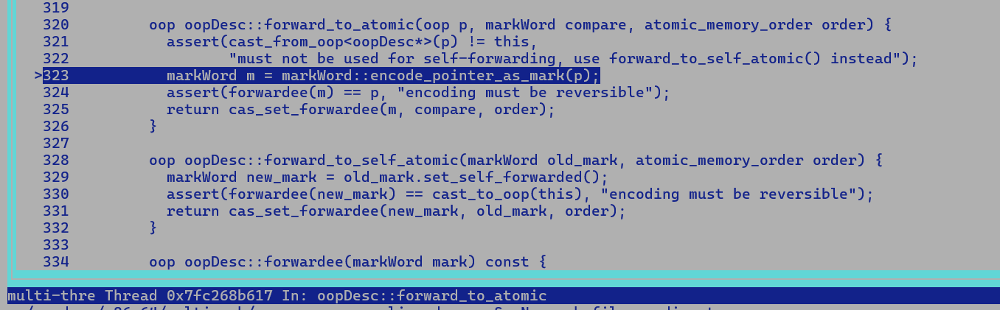 319
320 oop oopDesc::forward_to_atomic(oop p, markWord compare, atomic_memory_order order) {
321 assert(cast_from_oop<oopDesc*>(p) != this,
322 "must not be used for self-forwarding, use forward_to_self_atomic() instead");
>323 markWord m = markWord::encode_pointer_as_mark(p);
324 assert(forwardee(m) == p, "encoding must be reversible");
325 return cas_set_forwardee(m, compare, order);
326 }
327
328 oop oopDesc::forward_to_self_atomic(markWord old_mark, atomic_memory_order order) {
329 markWord new_mark = old_mark.set_self_forwarded();
330 assert(forwardee(new_mark) == cast_to_oop(this), "encoding must be reversible");
331 return cas_set_forwardee(new_mark, old_mark, order);
332 }
333
334 oop oopDesc::forwardee(markWord mark) const {
multi-thre Thread 0x7fc268b617 In: oopDesc::forward_to_atomic